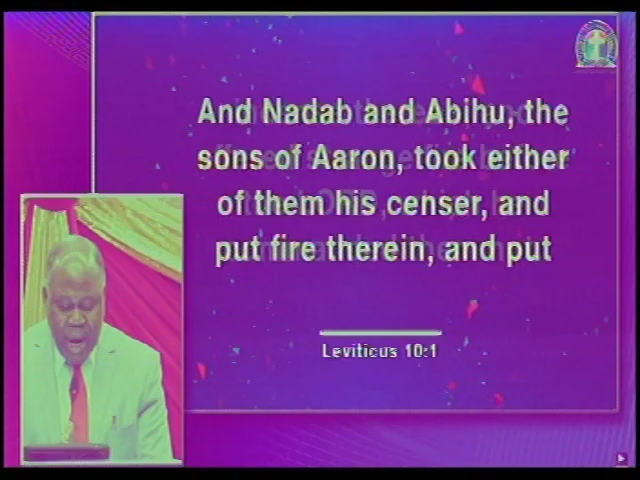 And Nadab and Abihu, the
sons of Aaron, took either
of them his censer, and
put fire therein, and put
Leviticus 10:1